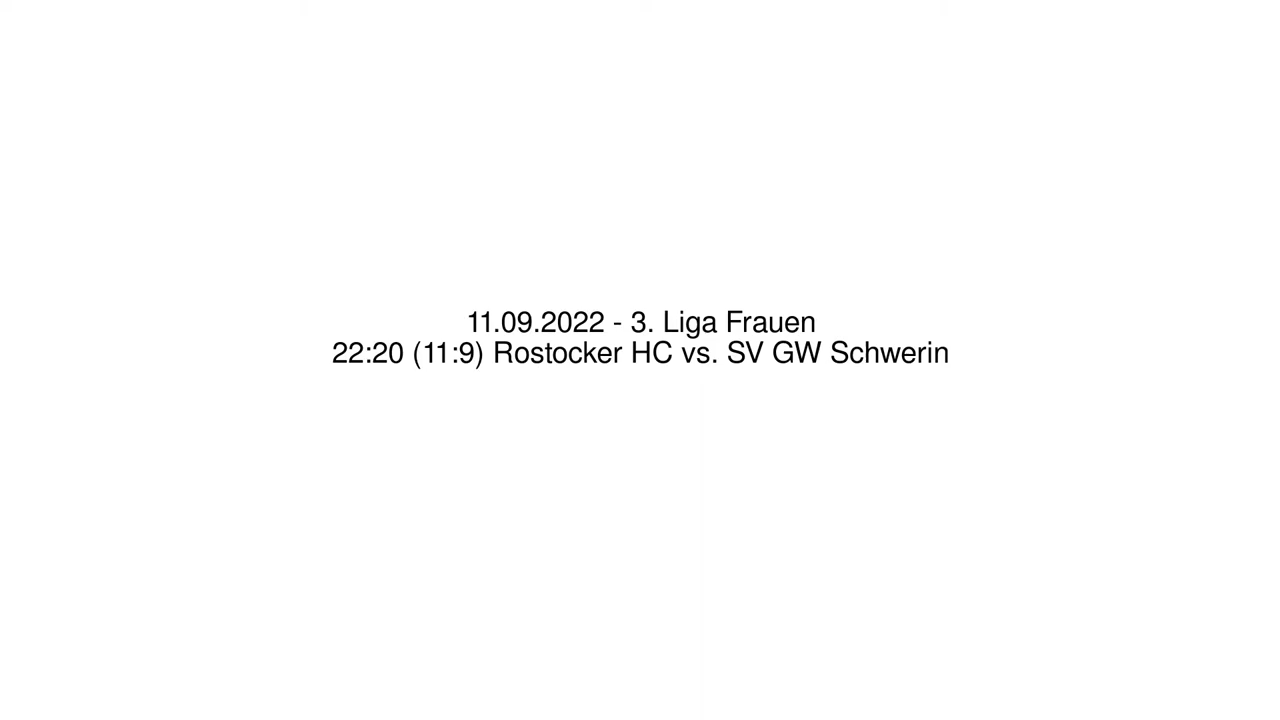 11.09.2022 - 3. Liga Frauen
22:20 (11:9) Rostocker HC vs. SV GW Schwerin